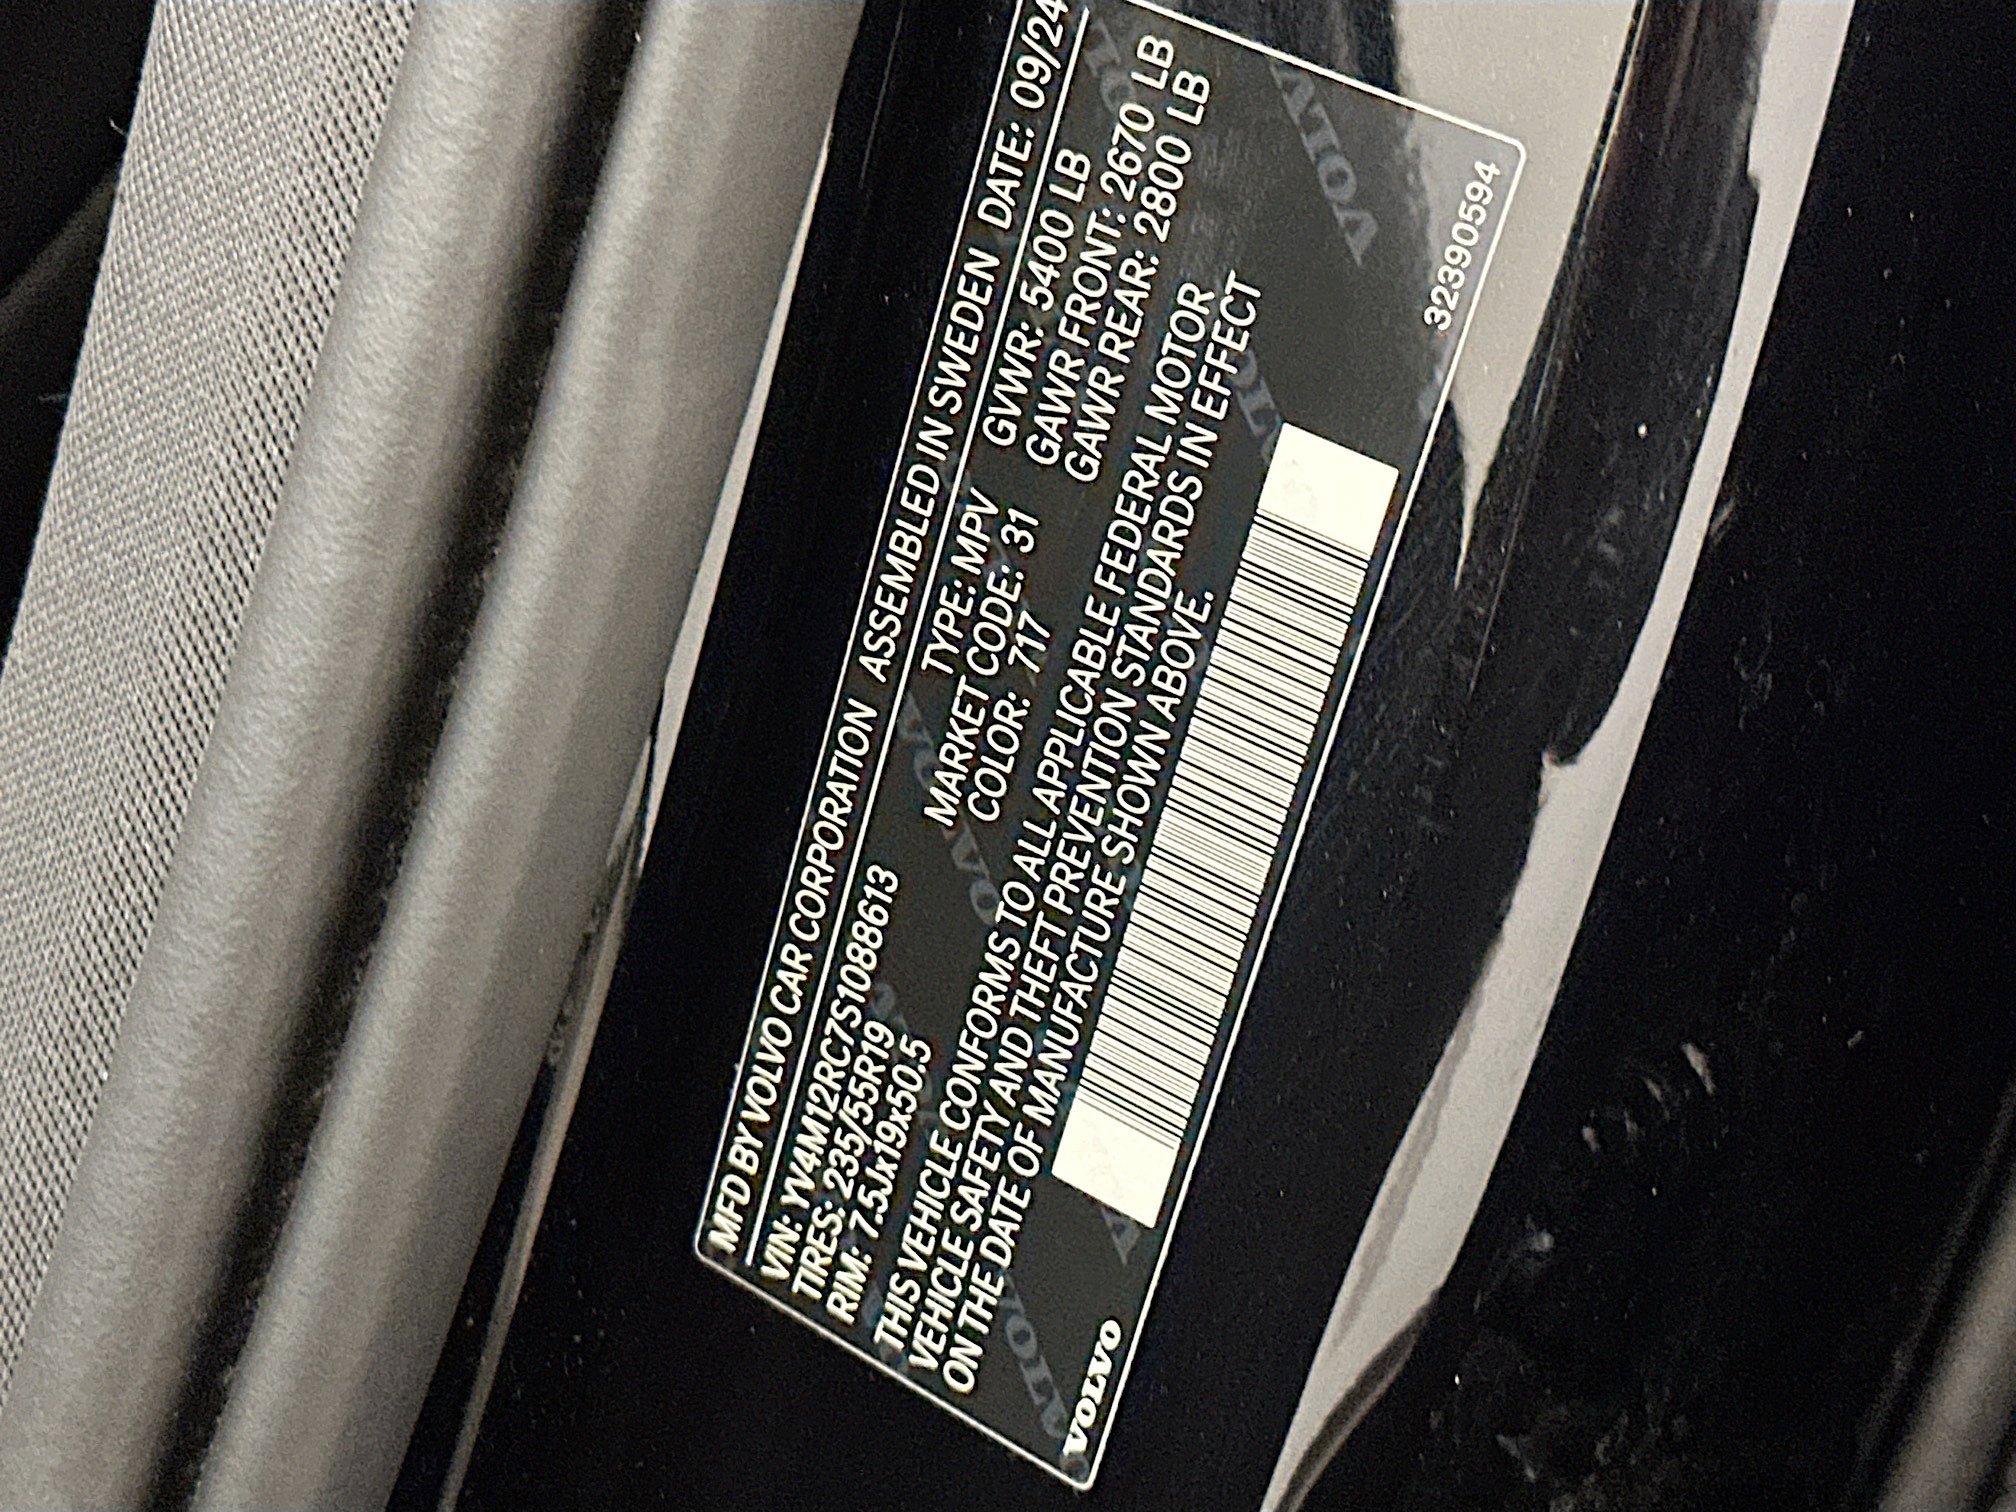 MFD BY VOLVO CAR CORPORATION ASSEMBLED IN SWEDEN DATE: 09/24
VIN: YV4M12RC7S1088613 TYPE: MPV GVWR: 5400 LB
TIRES: 235/55R19 MARKET CODE: 31 GAWR FRONT: 2670 LB
RIM: 7.5Jx19x50.5 COLOR: 717 GAWR REAR: 2800 LB
THIS VEHICLE CONFORMS TO ALL APPLICABLE FEDERAL MOTOR
VEHICLE SAFETY AND THEFT PREVENTION STANDARDS IN EFFECT
ON THE DATE OF MANUFACTURE SHOWN ABOVE.
VOLVO 32390594